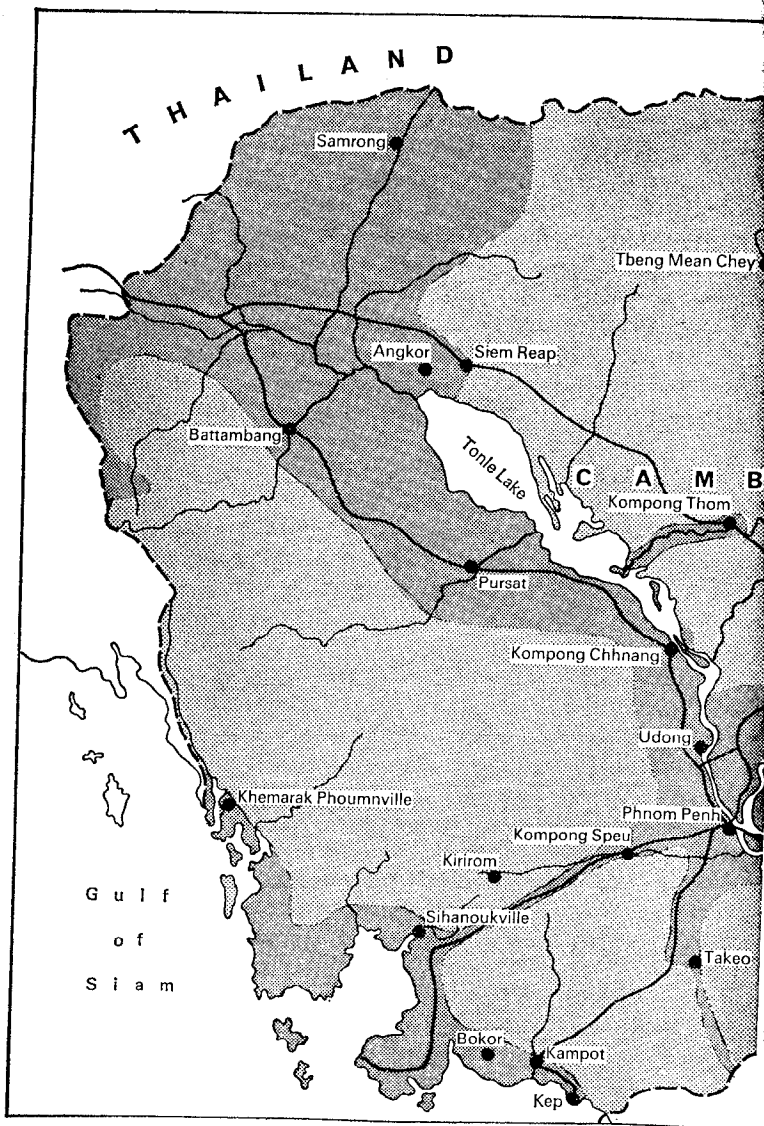 THAILAND
Samrong
Tbeng Mean Chey
Angkor
Siem Reap
Battambang
Tonle Lake
C A M B
Kompong Thom
Pursat
Kompong Chhnang
Udong
Khemarak Phoumnville
Phnom Penh
Kompong Speu
Kirirom
Gulf
of
Siam
Sihanoukville
Takeo
Bokor
Kampot
Kep